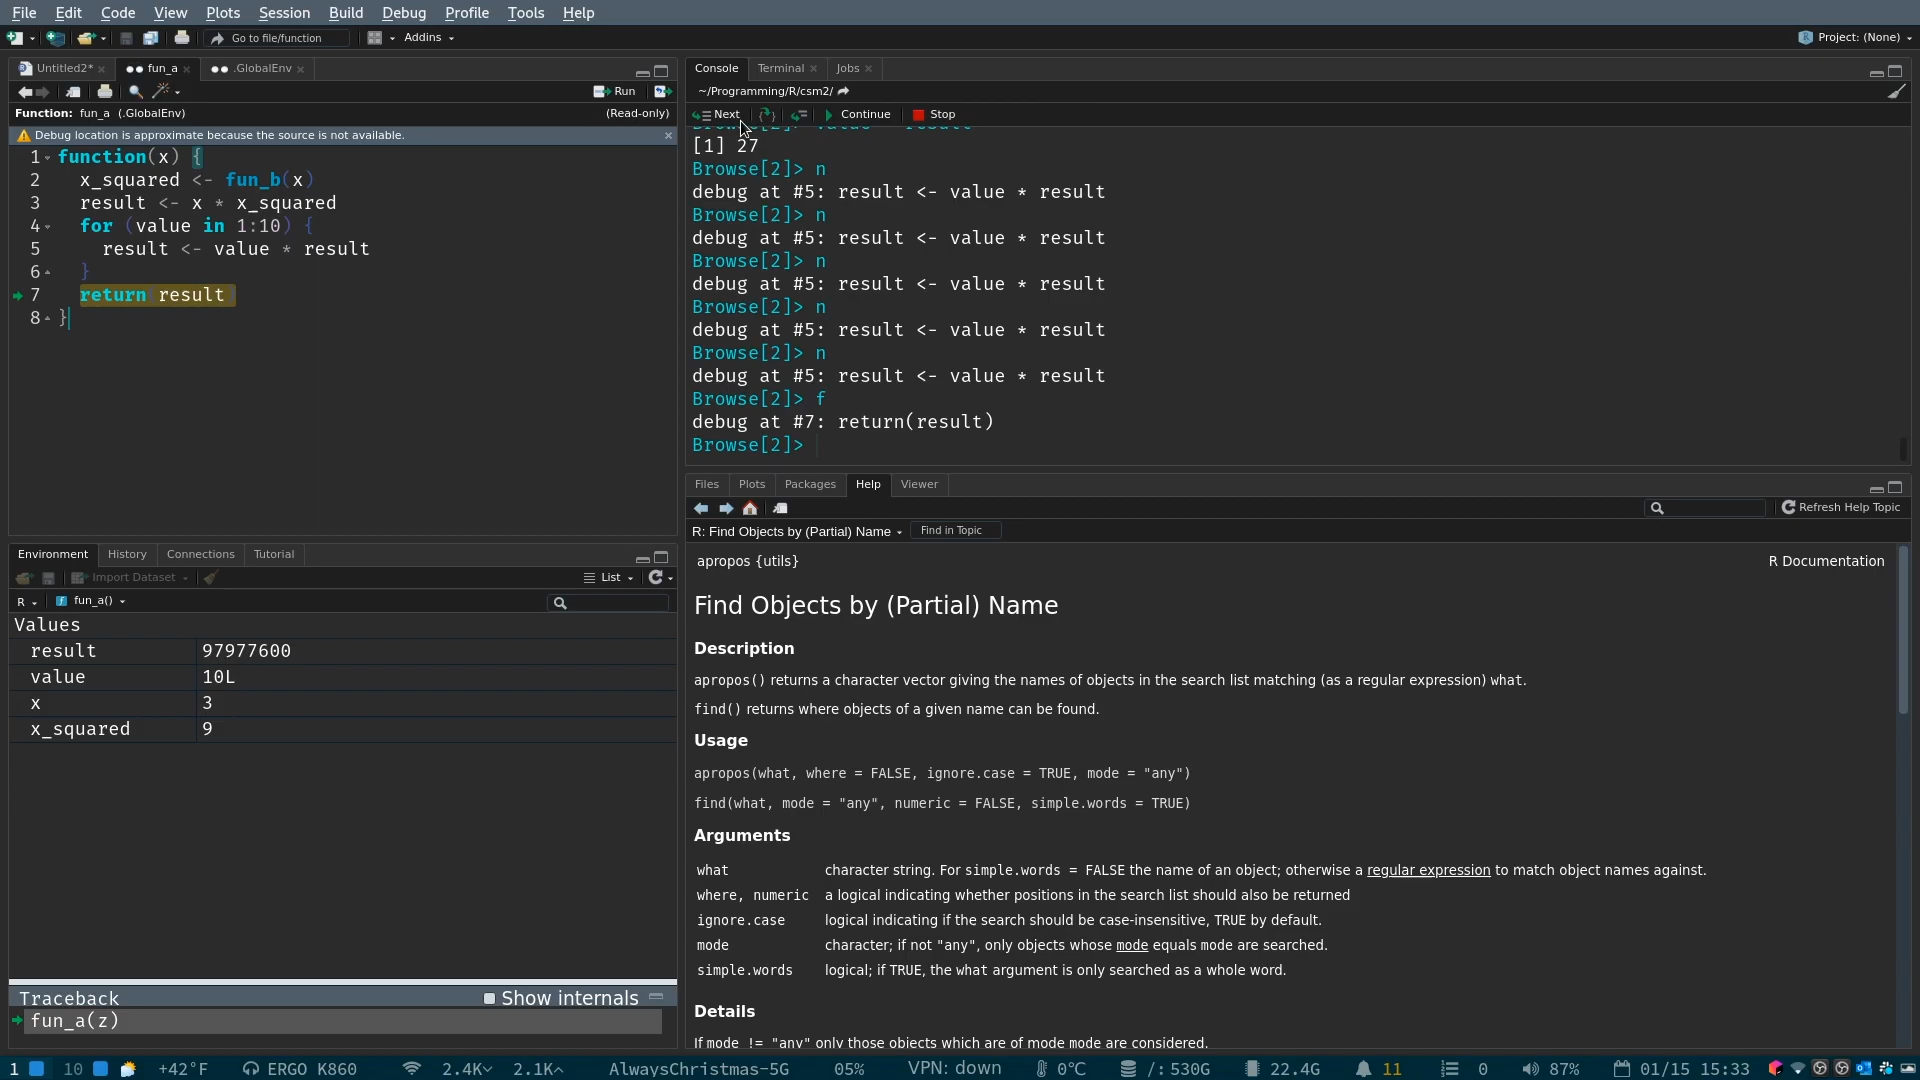 File Edit Code View Plots Session Build Debug Profile Tools Help
Go to file/function Addins Project: (None)
Untitled2* fun_a .GlobalEnv
Run
Function: fun_a (.GlobalEnv) (Read-only)
Debug location is approximate because the source is not available.
1 function(x) {
2 x_squared <- fun_b(x)
3 result <- x * x_squared
4 for (value in 1:10) {
5 result <- value * result
6 }
7 return result
8 }
Environment History Connections Tutorial
Import Dataset List
R fun_a()
Values
result 97977600
value 10L
x 3
x_squared 9
Traceback Show internals
fun_a(z)
Console Terminal Jobs
~/Programming/R/csm2/
Next Continue Stop
Browse[2]> value * result
[1] 27
Browse[2]> n
debug at #5: result <- value * result
Browse[2]> n
debug at #5: result <- value * result
Browse[2]> n
debug at #5: result <- value * result
Browse[2]> n
debug at #5: result <- value * result
Browse[2]> n
debug at #5: result <- value * result
Browse[2]> f
debug at #7: return(result)
Browse[2]>
Files Plots Packages Help Viewer
Refresh Help Topic
R: Find Objects by (Partial) Name Find in Topic
apropos {utils} R Documentation
Find Objects by (Partial) Name
Description
apropos() returns a character vector giving the names of objects in the search list matching (as a regular expression) what.
find() returns where objects of a given name can be found.
Usage
apropos(what, where = FALSE, ignore.case = TRUE, mode = "any")
find(what, mode = "any", numeric = FALSE, simple.words = TRUE)
Arguments
what character string. For simple.words = FALSE the name of an object; otherwise a regular expression to match object names against.
where, numeric a logical indicating whether positions in the search list should also be returned
ignore.case logical indicating if the search should be case-insensitive, TRUE by default.
mode character; if not "any", only objects whose mode equals mode are searched.
simple.words logical; if TRUE, the what argument is only searched as a whole word.
Details
If mode != "any" only those objects which are of mode mode are considered.
1 10 +42°F ERGO K860 2.4K 2.1K AlwaysChristmas-5G 05% VPN: down 0°C /: 530G 22.4G 11 0 87% 01/15 15:33